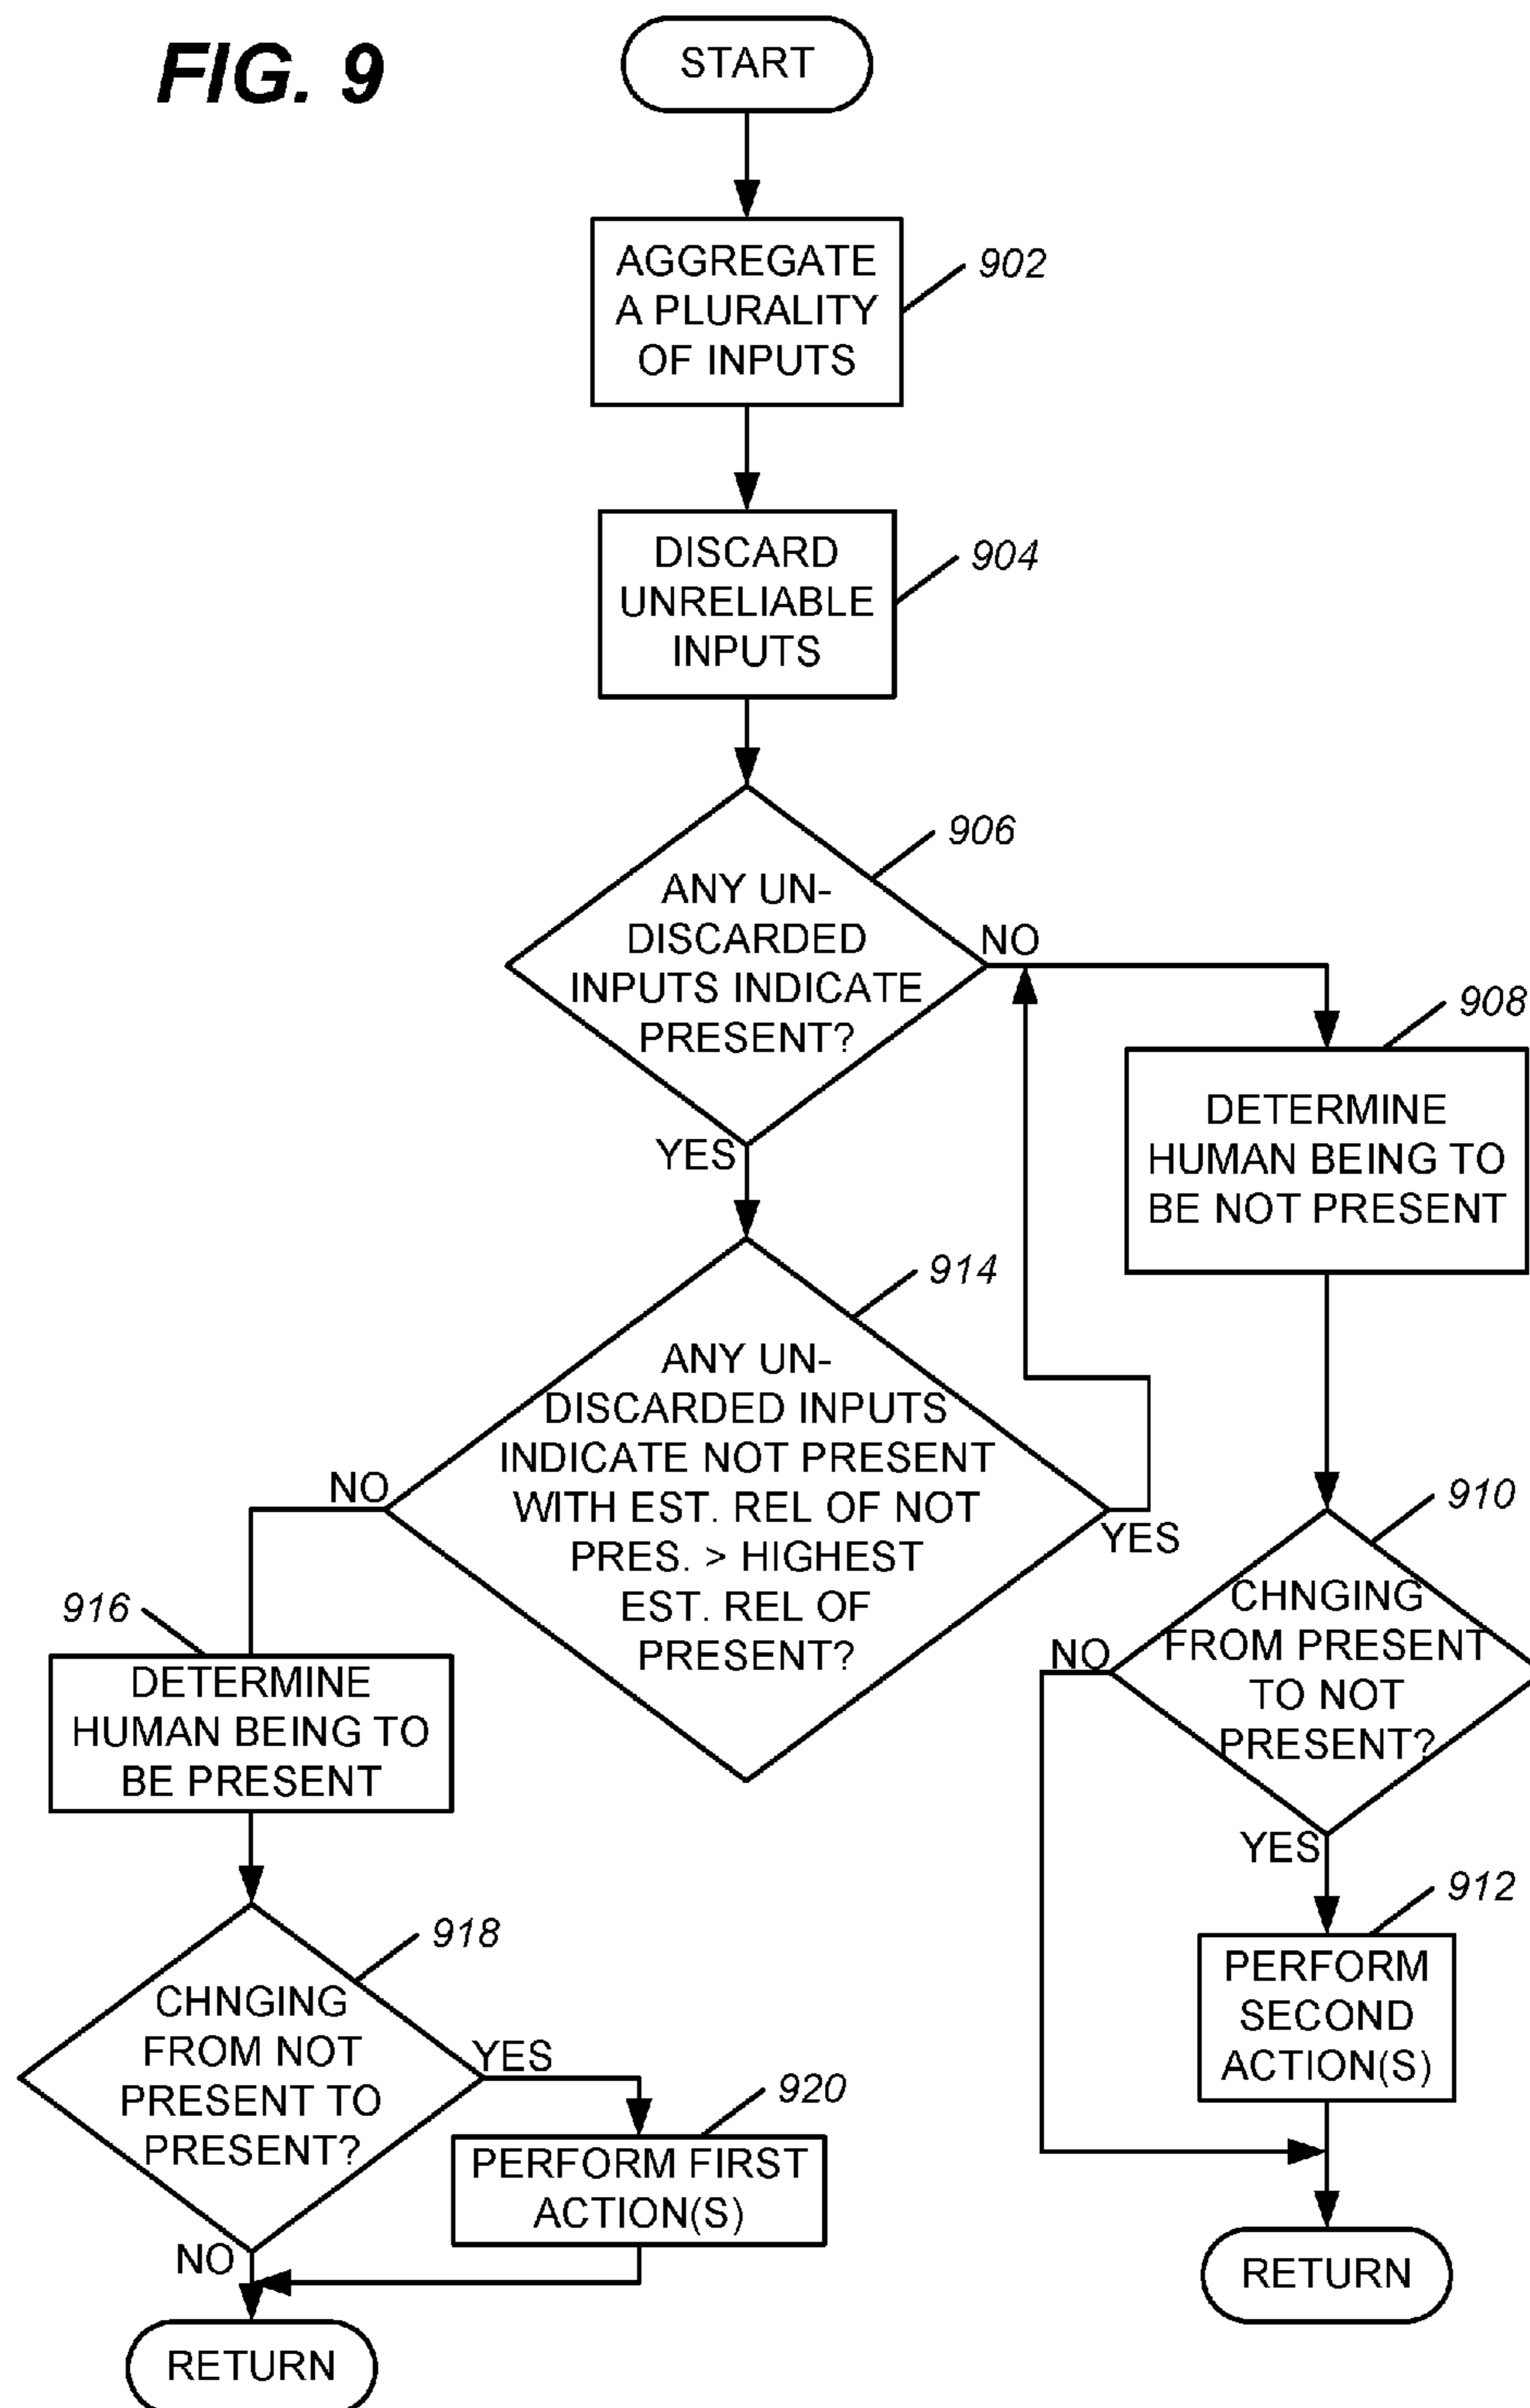 FIG. 9
START
AGGREGATE
A PLURALITY
OF INPUTS
902
DISCARD
UNRELIABLE
INPUTS
904
906
ANY UN-
DISCARDED
INPUTS INDICATE
PRESENT?
NO
YES
908
DETERMINE
HUMAN BEING TO
BE NOT PRESENT
914
ANY UN-
DISCARDED INPUTS
INDICATE NOT PRESENT
WITH EST. REL OF NOT
PRES. > HIGHEST
EST. REL OF
PRESENT?
NO
YES
910
CHNGING
FROM PRESENT
TO NOT
PRESENT?
NO
YES
916
DETERMINE
HUMAN BEING TO
BE PRESENT
912
PERFORM
SECOND
ACTION(S)
918
CHNGING
FROM NOT
PRESENT TO
PRESENT?
YES
NO
920
PERFORM FIRST
ACTION(S)
RETURN
RETURN